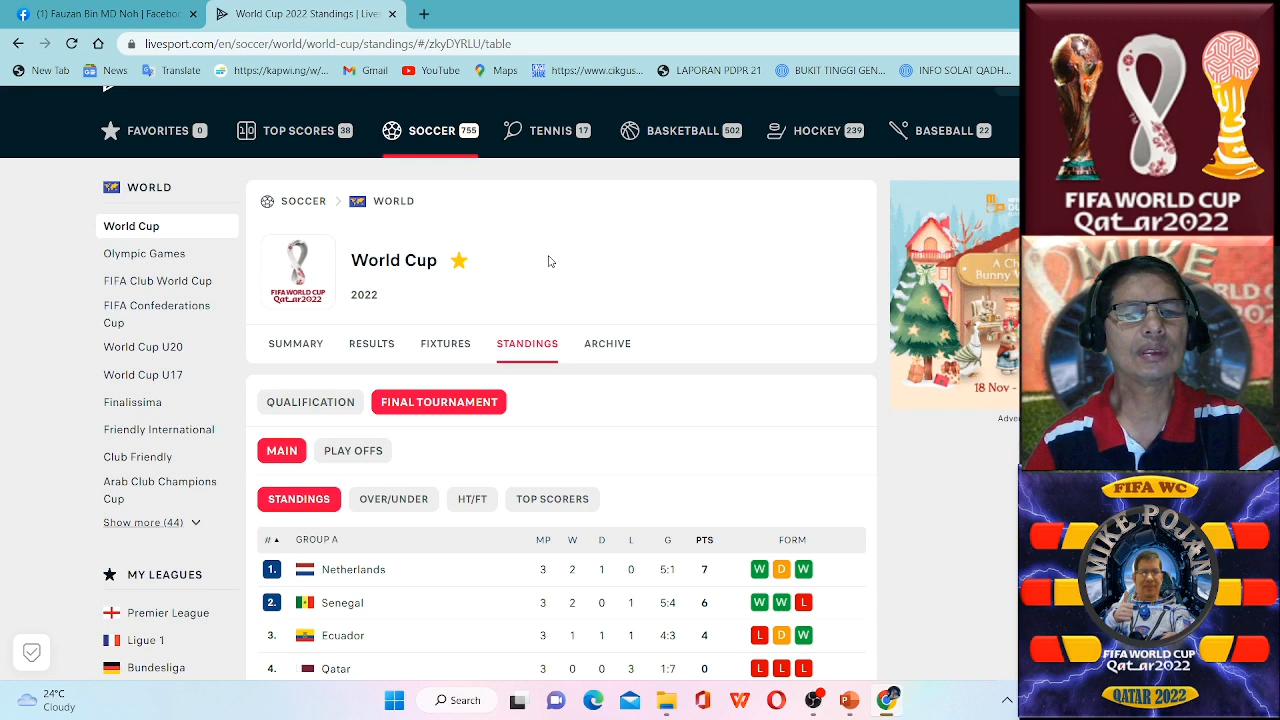 (1) Fauzan Bin MD Noh | Facebook
World Cup 2022 Standings | Live
livesport.com/en/soccer/world/world-cup/standings/#/zkyDYRLU/table
New Tab
News
Translate
https://kapongng/w/...
Gmail
YouTube
Maps
https://www.cikgus...
LAPORAN PDPR 21
BUKIT TINGGI GEN...
INFO SOLAT QADH...
FAVORITES 0
TOP SCORES 38
SOCCER 755
TENNIS 17
BASKETBALL 502
HOCKEY 239
BASEBALL 22
WORLD
World Cup
Olympic Games
FIFA Club World Cup
FIFA Confederations
Cup
World Cup U20
World Cup U17
Finalissima
Friendly International
Club Friendly
Arab Club Champions
Cup
Show more (44)
MY LEAGUES
Premier League
Ligue 1
Bundesliga
SOCCER > WORLD
FIFA WORLD CUP
Qatar2022
World Cup
2022
SUMMARY RESULTS FIXTURES STANDINGS ARCHIVE
QUALIFICATION FINAL TOURNAMENT
MAIN PLAY OFFS
STANDINGS OVER/UNDER HT/FT TOP SCORERS
# GROUP A MP W D L G PTS FORM
1. Netherlands 3 2 1 0 5:1 7 W D W
2. Senegal 3 2 0 1 5:4 6 W W L
3. Ecuador 3 1 1 1 4:3 4 L D W
4. Qatar 3 0 0 3 1:7 0 L L L
A Ch
Bunny W
18 Nov -
Adver
24°C
Cloudy
Search
FIFA WORLD CUP
Qatar2022
MIKE
FIFA WC
MIKE POJAN
FIFA WORLD CUP
Qatar2022
QATAR 2022